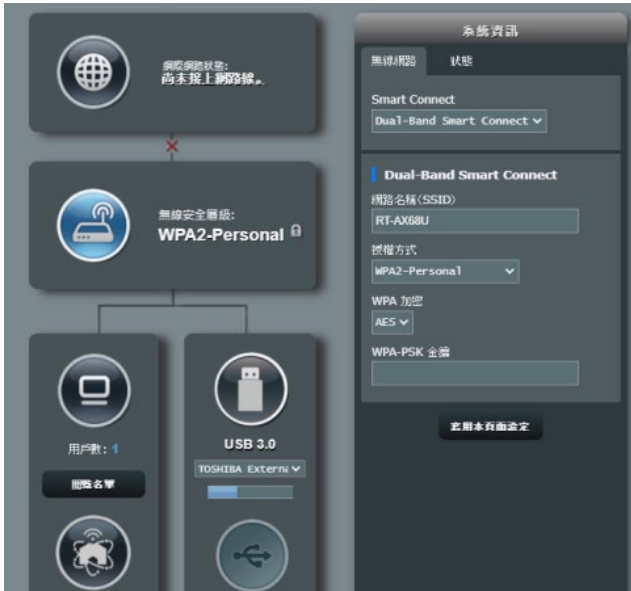 網際網路狀態:
尚未接上網路線。
無線安全層級:
WPA2-Personal
用戶數: 1
閱覽名單
USB 3.0
TOSHIBA Externa
系統資訊
無線網路
狀態
Smart Connect
Dual-Band Smart Connect
Dual-Band Smart Connect
網路名稱(SSID)
RT-AX68U
授權方式
WPA2-Personal
WPA 加密
AES
WPA-PSK 金鑰
套用本頁面設定